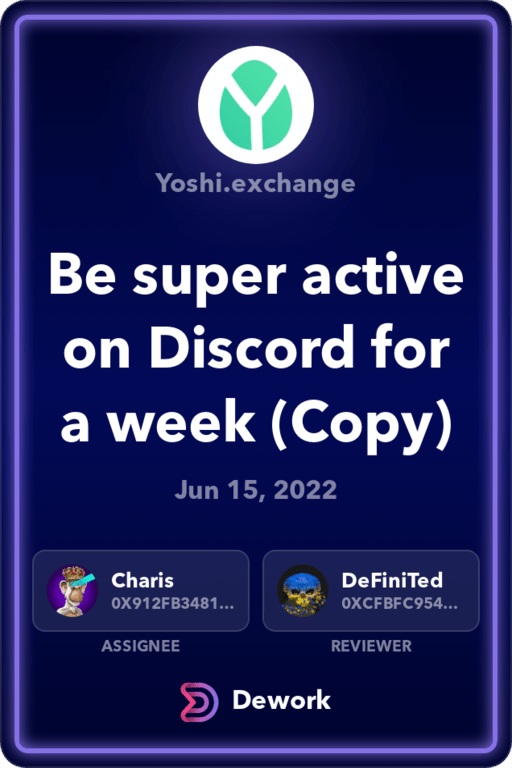 Yoshi.exchange
Be super active
on Discord for
a week (Copy)
Jun 15, 2022
Charis
0X912FB3481...
ASSIGNEE
DeFiniTed
0XCFBFC954...
REVIEWER
Dework